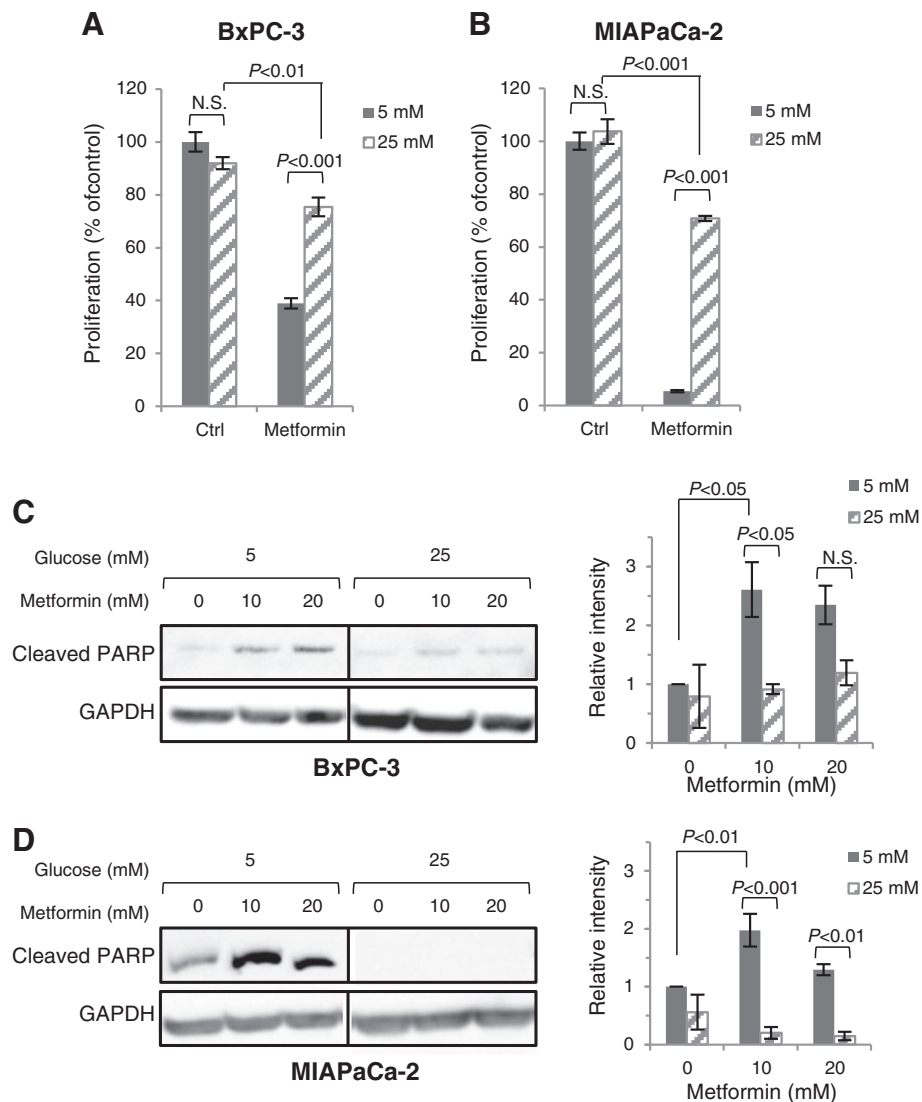 A
BxPC-3
P<0.01
120
100
80
60
40
20
0
N.S.
P<0.001
5 mM
25 mM
Proliferation (% ofcontrol)
Ctrl
Metformin
B
MIAPaCa-2
P<0.001
120
100
80
60
40
20
0
N.S.
P<0.001
5 mM
25 mM
Proliferation (% ofcontrol)
Ctrl
Metformin
C
Glucose (mM)
5
25
Metformin (mM)
0
10
20
0
10
20
Cleaved PARP
GAPDH
BxPC-3
P<0.05
P<0.05
N.S.
5 mM
25 mM
3
2
1
0
Relative intensity
0
10
20
Metformin (mM)
D
Glucose (mM)
5
25
Metformin (mM)
0
10
20
0
10
20
Cleaved PARP
GAPDH
MIAPaCa-2
P<0.01
P<0.001
P<0.01
5 mM
25 mM
3
2
1
0
Relative intensity
0
10
20
Metformin (mM)